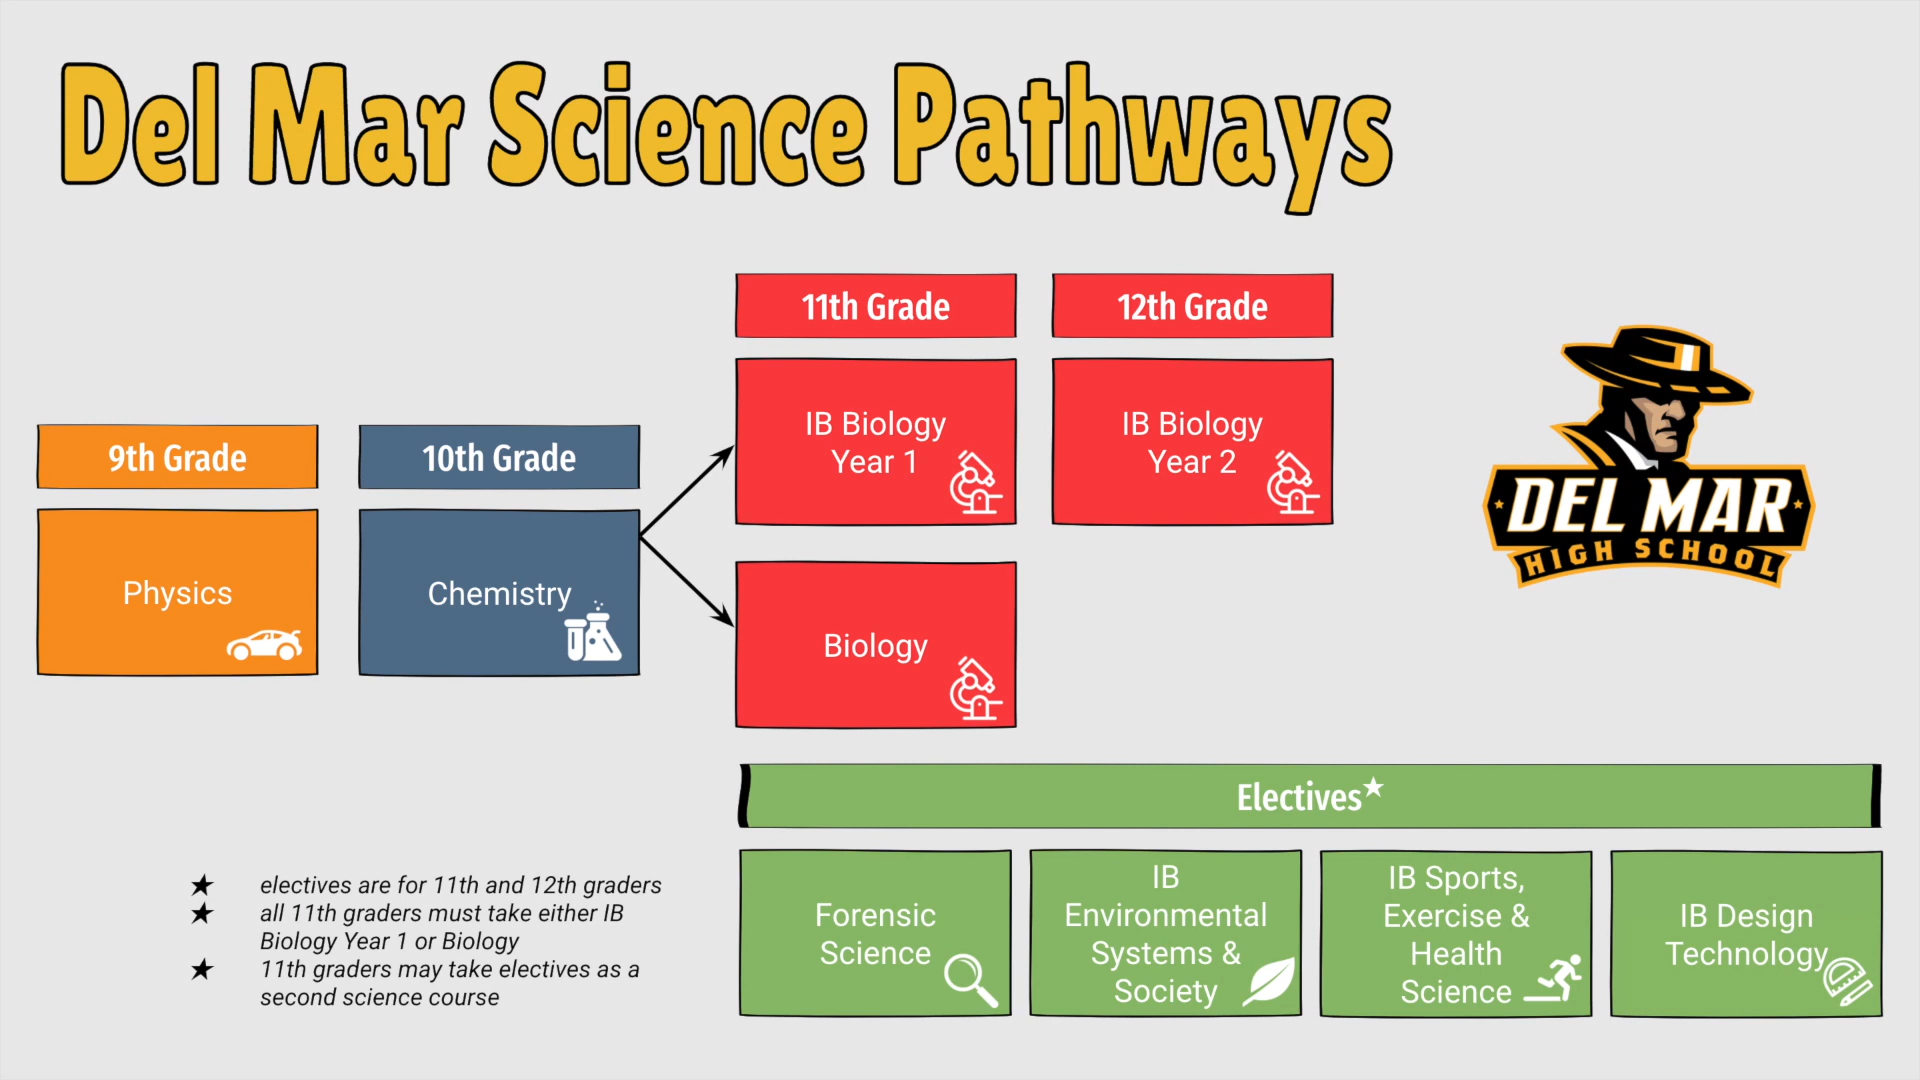 Del Mar Science Pathways
11th Grade
12th Grade
IB Biology
Year 1
IB Biology
Year 2
9th Grade
10th Grade
Physics
Chemistry
Biology
DEL MAR
HIGH SCHOOL
Electives★
Forensic
Science
IB
Environmental
Systems &
Society
IB Sports,
Exercise &
Health
Science
IB Design
Technology
★ electives are for 11th and 12th graders
★ all 11th graders must take either IB
Biology Year 1 or Biology
★ 11th graders may take electives as a
second science course